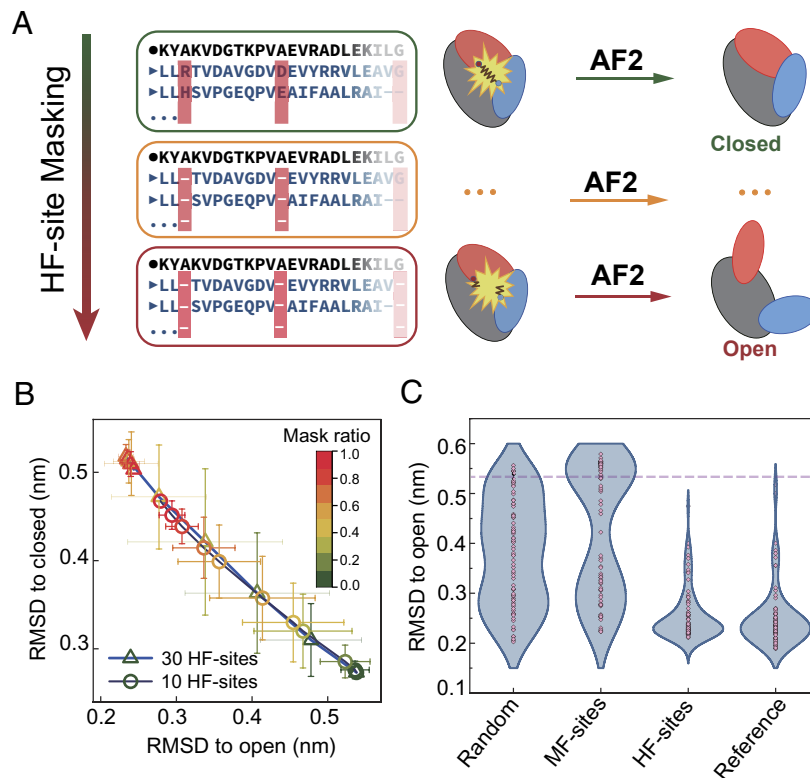 A
HF-site Masking
●KYAKVDGTKPVAEVRADLEKILG
►LLRTVDAVGDVDEVYRRVLEAVG
►LLHSVPGEQPVEAIFAALRAI--
...
AF2
Closed
●KYAKVDGTKPVAEVRADLEKILG
►LL-TVDAVGDV-EVYRRVLEAVG
►LL-SVPGEQPV-AIFAALRAI--
...– –
...
AF2
...
●KYAKVDGTKPVAEVRADLEKILG
►LL-TVDAVGDV-EVYRRVLEAV-
►LL-SVPGEQPV-AIFAALRAI--
...– – –
AF2
Open
B
RMSD to closed (nm)
0.5
0.4
0.3
0.2 0.3 0.4 0.5
RMSD to open (nm)
Mask ratio
1.0
0.8
0.6
0.4
0.2
0.0
30 HF-sites
10 HF-sites
C
RMSD to open (nm)
0.6
0.5
0.4
0.3
0.2
0.1
Random MF-sites HF-sites Reference